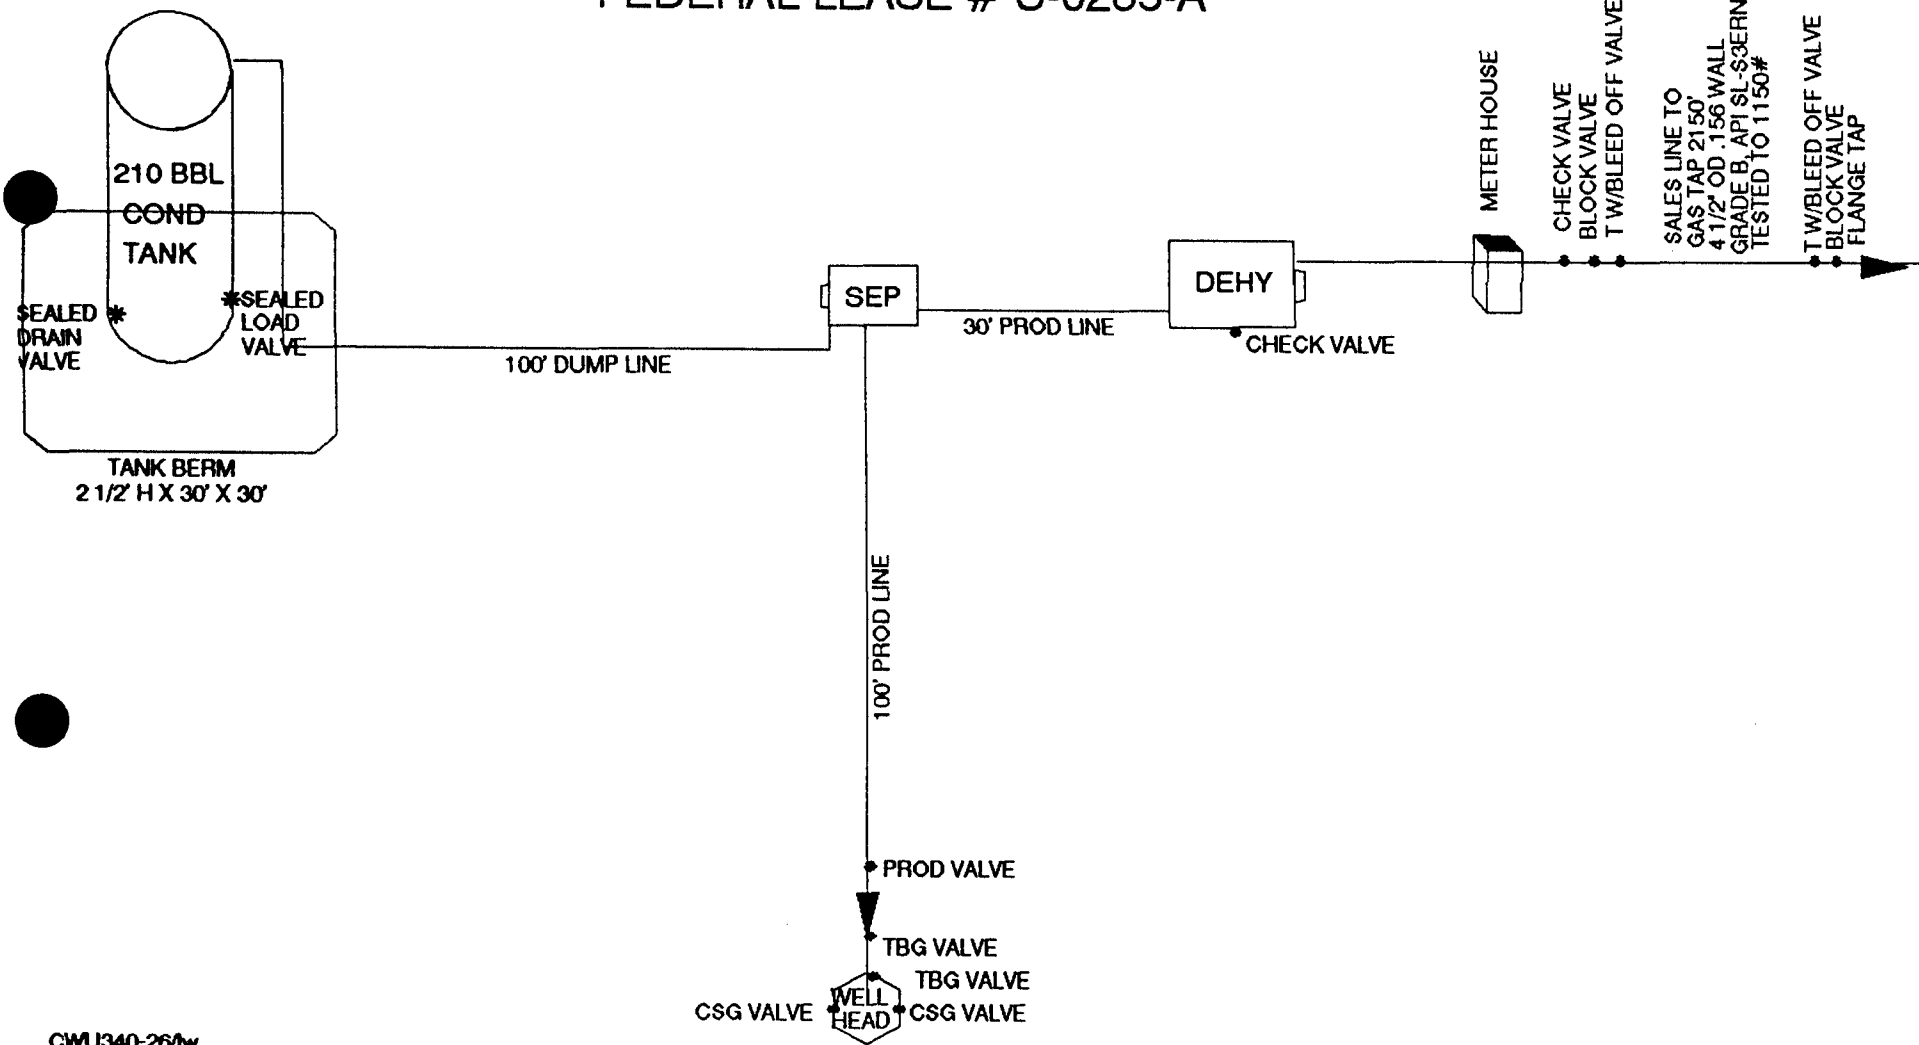 FEDERAL LEASE # U-0285-A
210 BBL
COND
TANK
SEALED
DRAIN
VALVE
SEALED
LOAD
VALVE
TANK BERM
2 1/2' H X 30' X 30'
100' DUMP LINE
SEP
30' PROD LINE
DEHY
CHECK VALVE
METER HOUSE
CHECK VALVE
BLOCK VALVE
T W/BLEED OFF VALVE
SALES LINE TO
GAS TAP 2150'
4 1/2" OD .156 WALL
GRADE B, API SL-S3ERN
TESTED TO 1150#
T W/BLEED OFF VALVE
BLOCK VALVE
FLANGE TAP
100' PROD LINE
PROD VALVE
TBG VALVE
TBG VALVE
CSG VALVE
WELL
HEAD
CSG VALVE